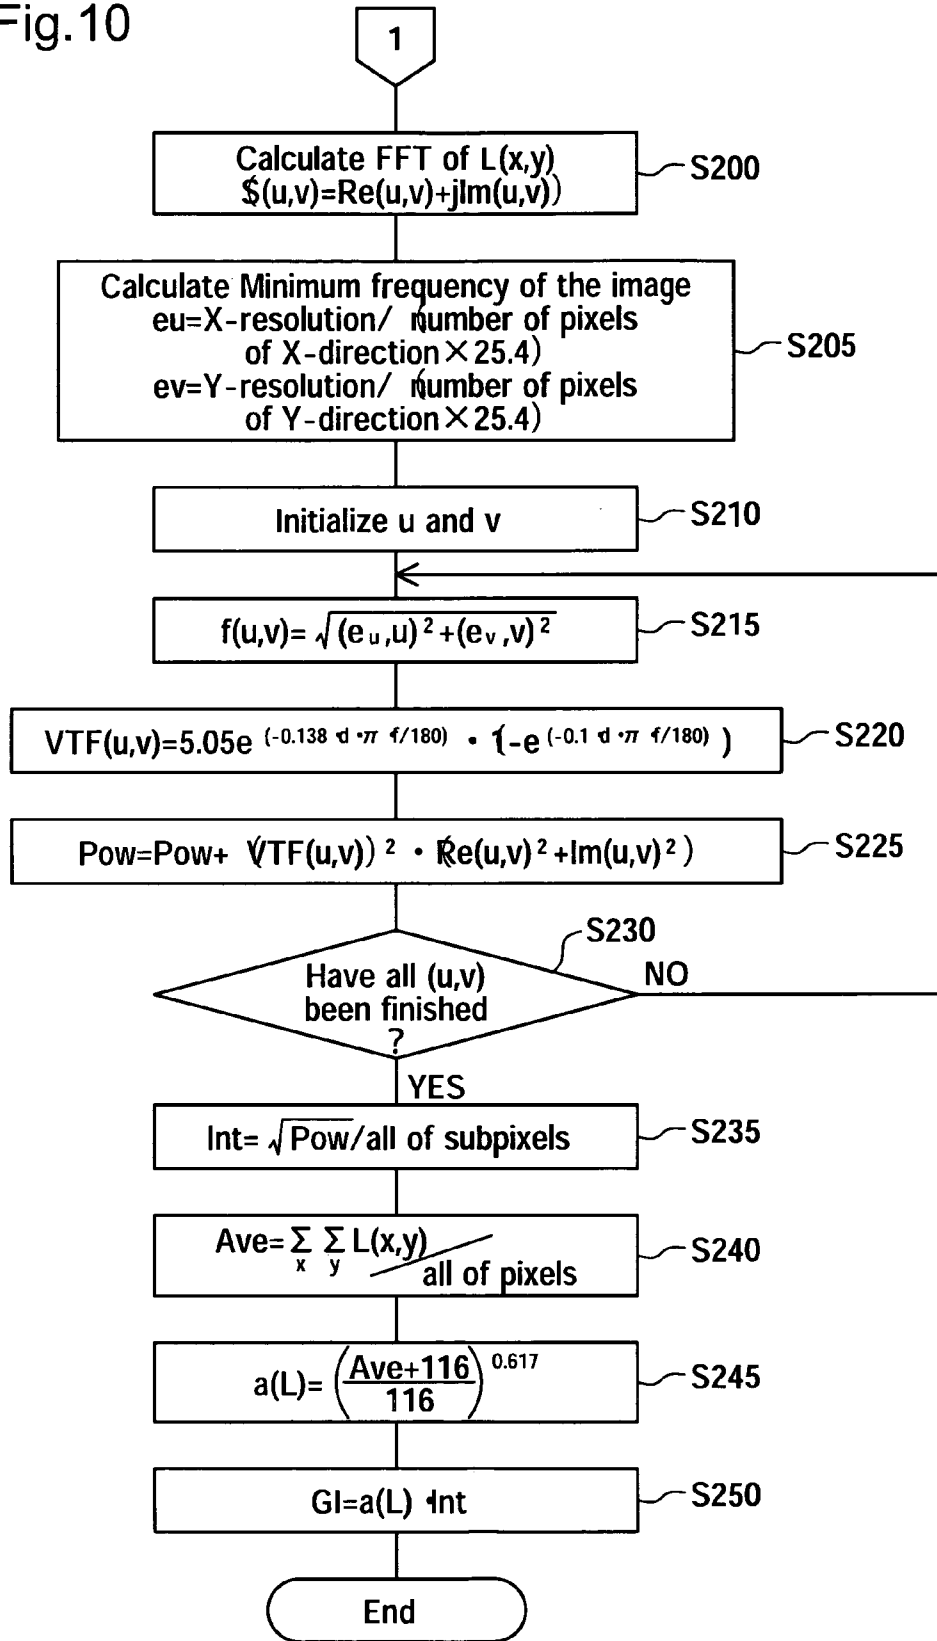 Fig.10
1
Calculate FFT of L(x,y)
(S(u,v)=Re(u,v)+jIm(u,v))
S200
Calculate Minimum frequency of the image
eu=X-resolution/ (number of pixels
of X-direction×25.4)
ev=Y-resolution/ (number of pixels
of Y-direction×25.4)
S205
Initialize u and v
S210
f(u,v)= √(e u ,u) ² +(e v ,v) ²
S215
VTF(u,v)=5.05e (-0.138·d·π·f/180) · (1-e (-0.1·d·π·f/180) )
S220
Pow=Pow+ (VTF(u,v)) ² · (Re(u,v) ² +Im(u,v) ² )
S225
S230
Have all (u,v)
been finished
?
NO
YES
Int= √Pow/all of subpixels
S235
Ave= Σx Σy L(x,y) / all of pixels
S240
a(L)= ((Ave+116)/116) 0.617
S245
GI=a(L)·Int
S250
End